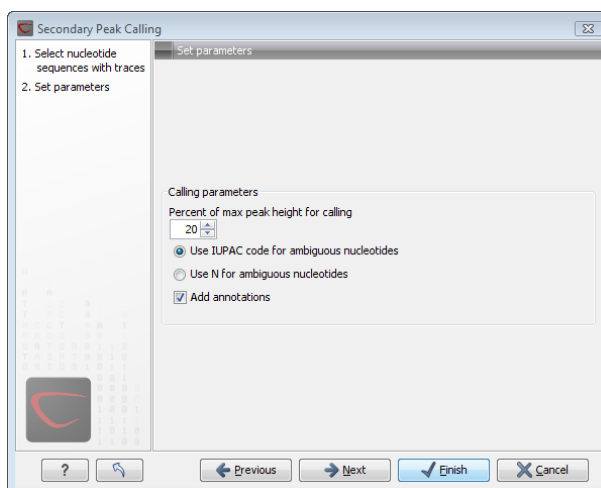 Secondary Peak Calling
1. Select nucleotide
sequences with traces
2. Set parameters
Set parameters
Calling parameters
Percent of max peak height for calling
20
Use IUPAC code for ambiguous nucleotides
Use N for ambiguous nucleotides
Add annotations
?
Previous
Next
Finish
Cancel